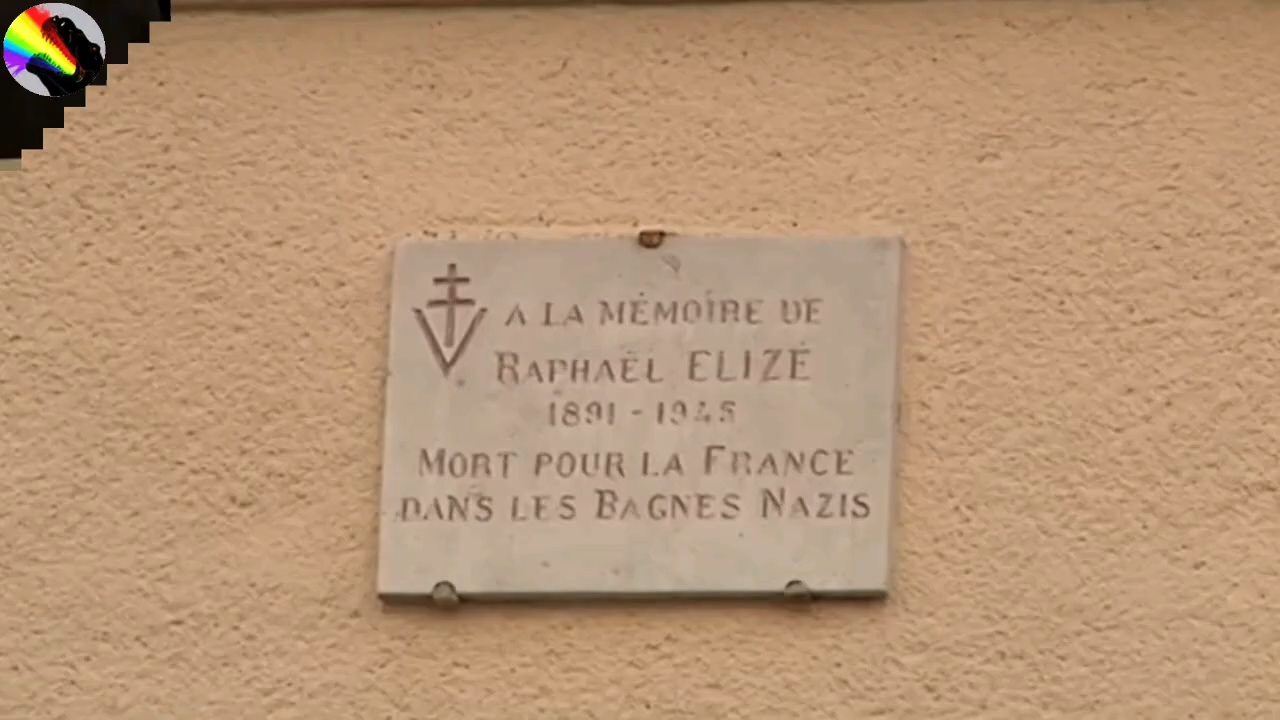 A LA MÉMOIRE DE
RAPHAËL ELIZÉ
1891 - 1945
MORT POUR LA FRANCE
DANS LES BAGNES NAZIS